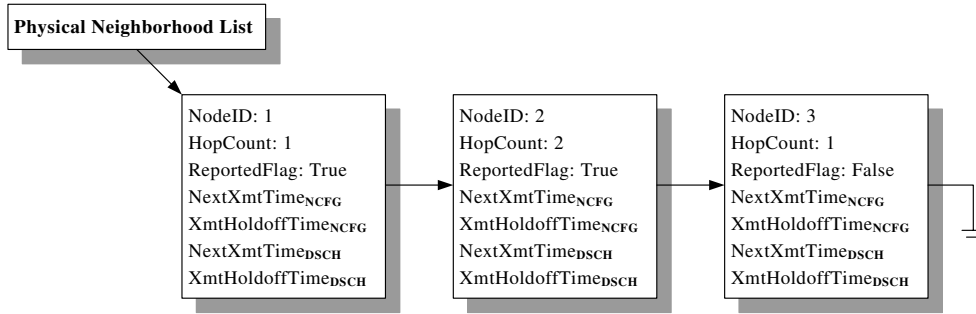 Physical Neighborhood List
NodeID: 1
HopCount: 1
ReportedFlag: True
NextXmtTimeNCFG
XmtHoldoffTimeNCFG
NextXmtTimeDSCH
XmtHoldoffTimeDSCH
NodeID: 2
HopCount: 2
ReportedFlag: True
NextXmtTimeNCFG
XmtHoldoffTimeNCFG
NextXmtTimeDSCH
XmtHoldoffTimeDSCH
NodeID: 3
HopCount: 1
ReportedFlag: False
NextXmtTimeNCFG
XmtHoldoffTimeNCFG
NextXmtTimeDSCH
XmtHoldoffTimeDSCH